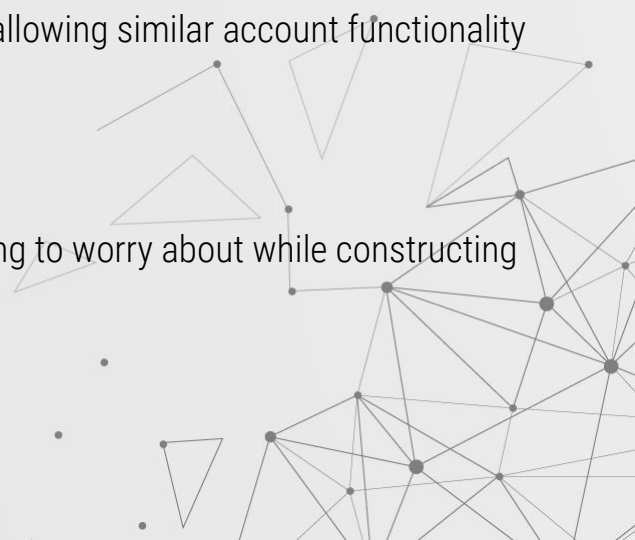 allowing similar account functionality
ng to worry about while constructing